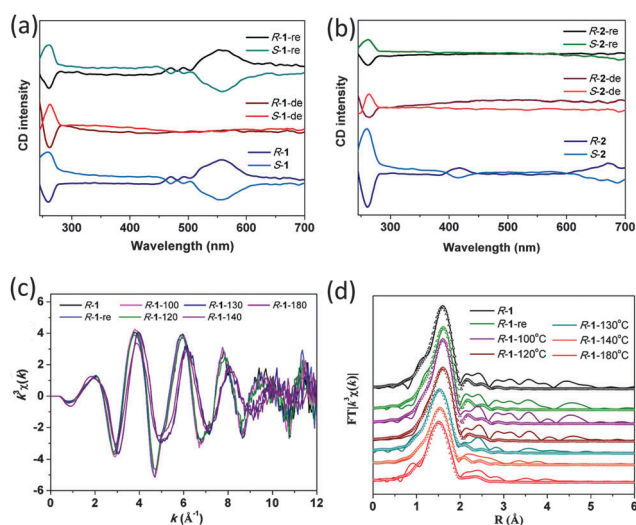 (a)
R-1-re
S-1-re
R-1-de
S-1-de
R-1
S-1
CD intensity
300 400 500 600 700
Wavelength (nm)
(b)
R-2-re
S-2-re
R-2-de
S-2-de
R-2
S-2
CD intensity
300 400 500 600 700
Wavelength (nm)
(c)
R-1 R-1-100 R-1-130 R-1-180
R-1-re R-1-120 R-1-140
k³χ(k)
6
4
2
0
-2
-4
-6
0 2 4 6 8 10 12
k (Å⁻¹)
(d)
R-1
R-1-re
R-1-100°C
R-1-120°C
R-1-130°C
R-1-140°C
R-1-180°C
FT|k³χ(k)|
0 1 2 3 4 5 6
R (Å)